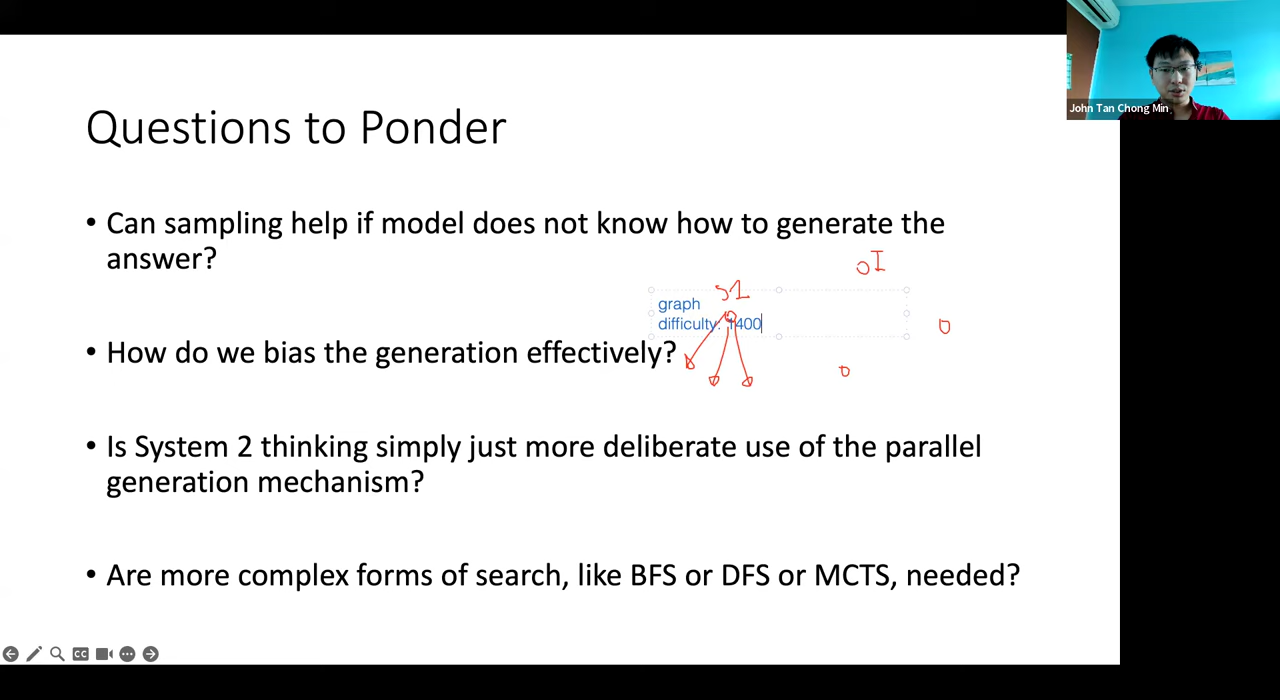 John Tan Chong Min
Questions to Ponder
• Can sampling help if model does not know how to generate the
answer?
graph
difficulty: 1400
• How do we bias the generation effectively?
• Is System 2 thinking simply just more deliberate use of the parallel
generation mechanism?
• Are more complex forms of search, like BFS or DFS or MCTS, needed?
CC